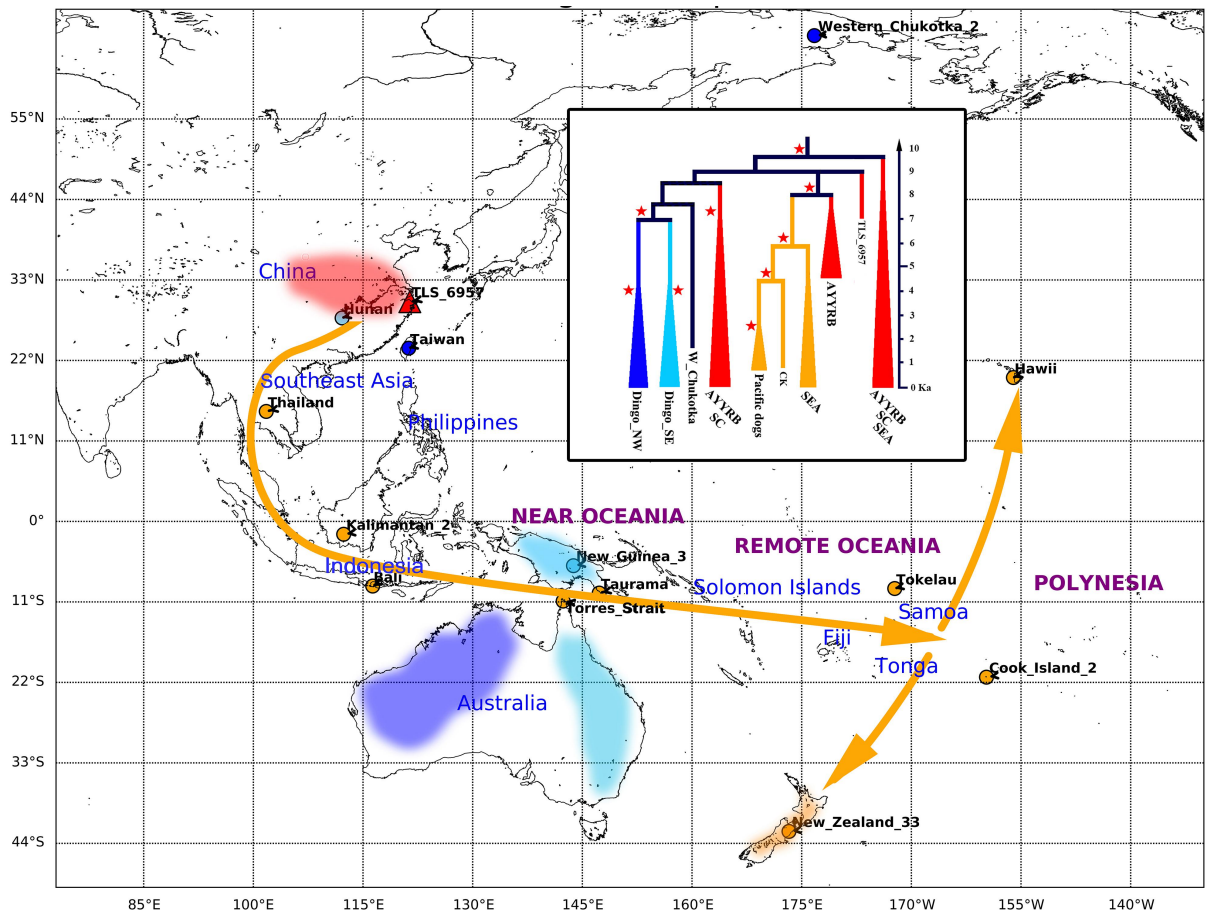 Western_Chukotka_2
55°N
44°N
33°N
22°N
11°N
0°
11°S
22°S
33°S
44°S
10
9
8
7
6
5
4
3
2
1
0 Ka
TLS_6957
AYYRB
Dingo_NW
Dingo_SE
W_Chukotka
AYYRB
SC
Pacific dogs
CK
SEA
AYYRB
SC
SEA
China
TLS_6957
Hunan
Taiwan
Southeast Asia
Thailand
Philippines
Hawii
NEAR OCEANIA
Kalimantan_2
REMOTE OCEANIA
New_Guinea_3
Indonesia
Bali
Taurama
Solomon Islands
Tokelau
POLYNESIA
Torres_Strait
Samoa
Fiji
Tonga
Cook_Island_2
Australia
New_Zealand_33
85°E
100°E
115°E
130°E
145°E
160°E
175°E
170°W
155°W
140°W